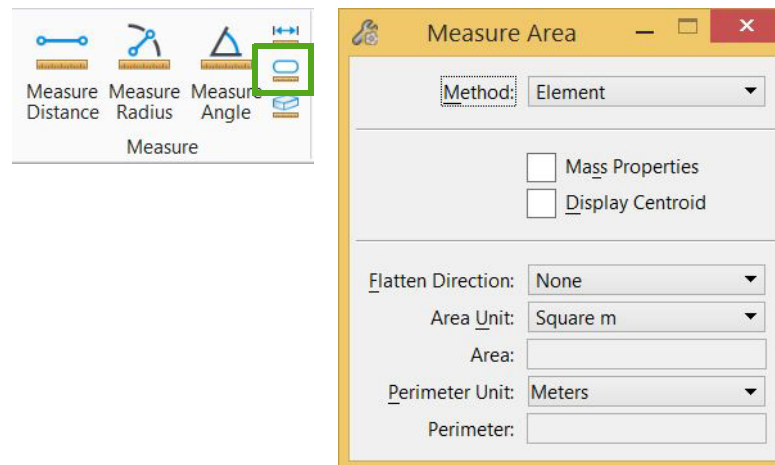 Measure Measure Measure
Distance Radius Angle
Measure
Measure Area
Method: Element
Mass Properties
Display Centroid
Flatten Direction: None
Area Unit: Square m
Area:
Perimeter Unit: Meters
Perimeter: